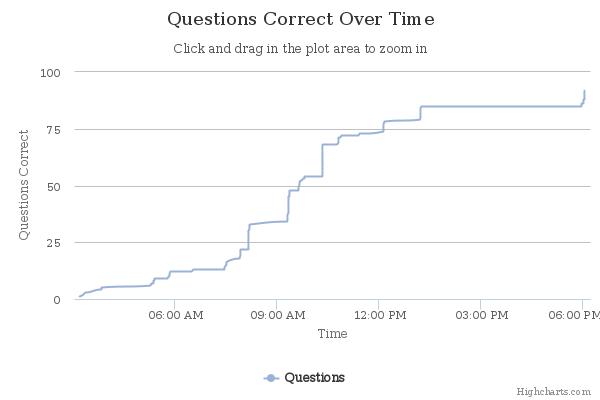 Questions Correct Over Time
Click and drag in the plot area to zoom in
Questions Correct
100
75
50
25
0
06:00 AM 09:00 AM 12:00 PM 03:00 PM 06:00 PM
Time
Questions
Highcharts.com